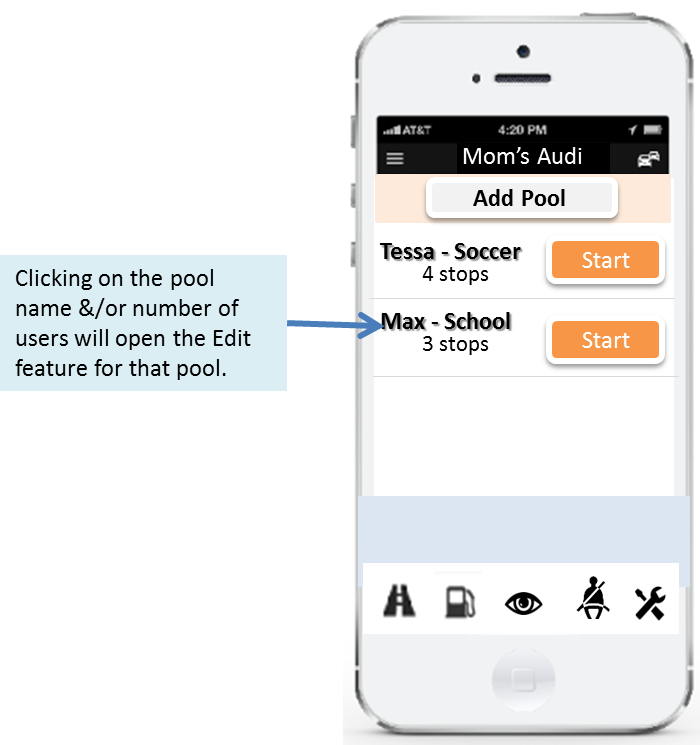 AT&T 4:20 PM
Mom's Audi
Add Pool
Tessa - Soccer
4 stops
Start
Clicking on the pool
name &/or number of
users will open the Edit
feature for that pool.
Max - School
3 stops
Start